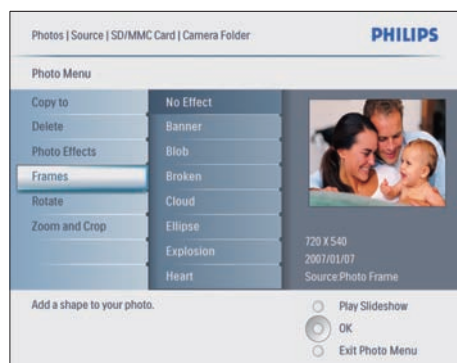 Photos | Source | SD/MMC Card | Camera Folder
PHILIPS
Photo Menu
Copy to
Delete
Photo Effects
Frames
Rotate
Zoom and Crop
No Effect
Banner
Blob
Broken
Cloud
Ellipse
Explosion
Heart
720 X 540
2007/01/07
Source:Photo Frame
Add a shape to your photo.
Play Slideshow
OK
Exit Photo Menu